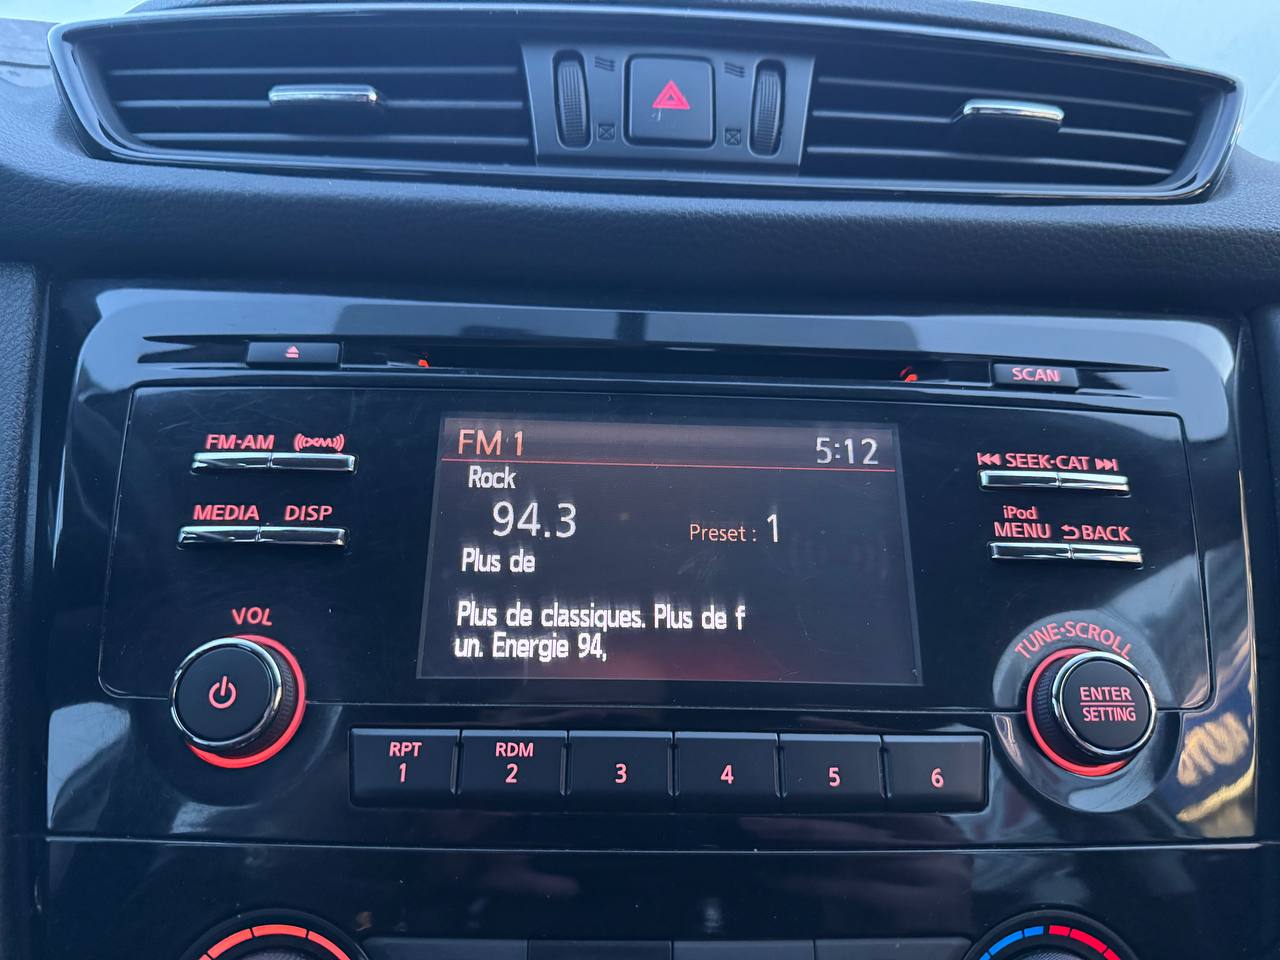 SCAN
FM·AM ((XM))
FM 1 5:12
SEEK·CAT
Rock
94.3
Preset : 1
iPod
MENU BACK
MEDIA DISP
Plus de
Plus de classiques. Plus de f
un. Energie 94,
VOL
TUNE·SCROLL
ENTER
SETTING
RPT
1
RDM
2
3
4
5
6